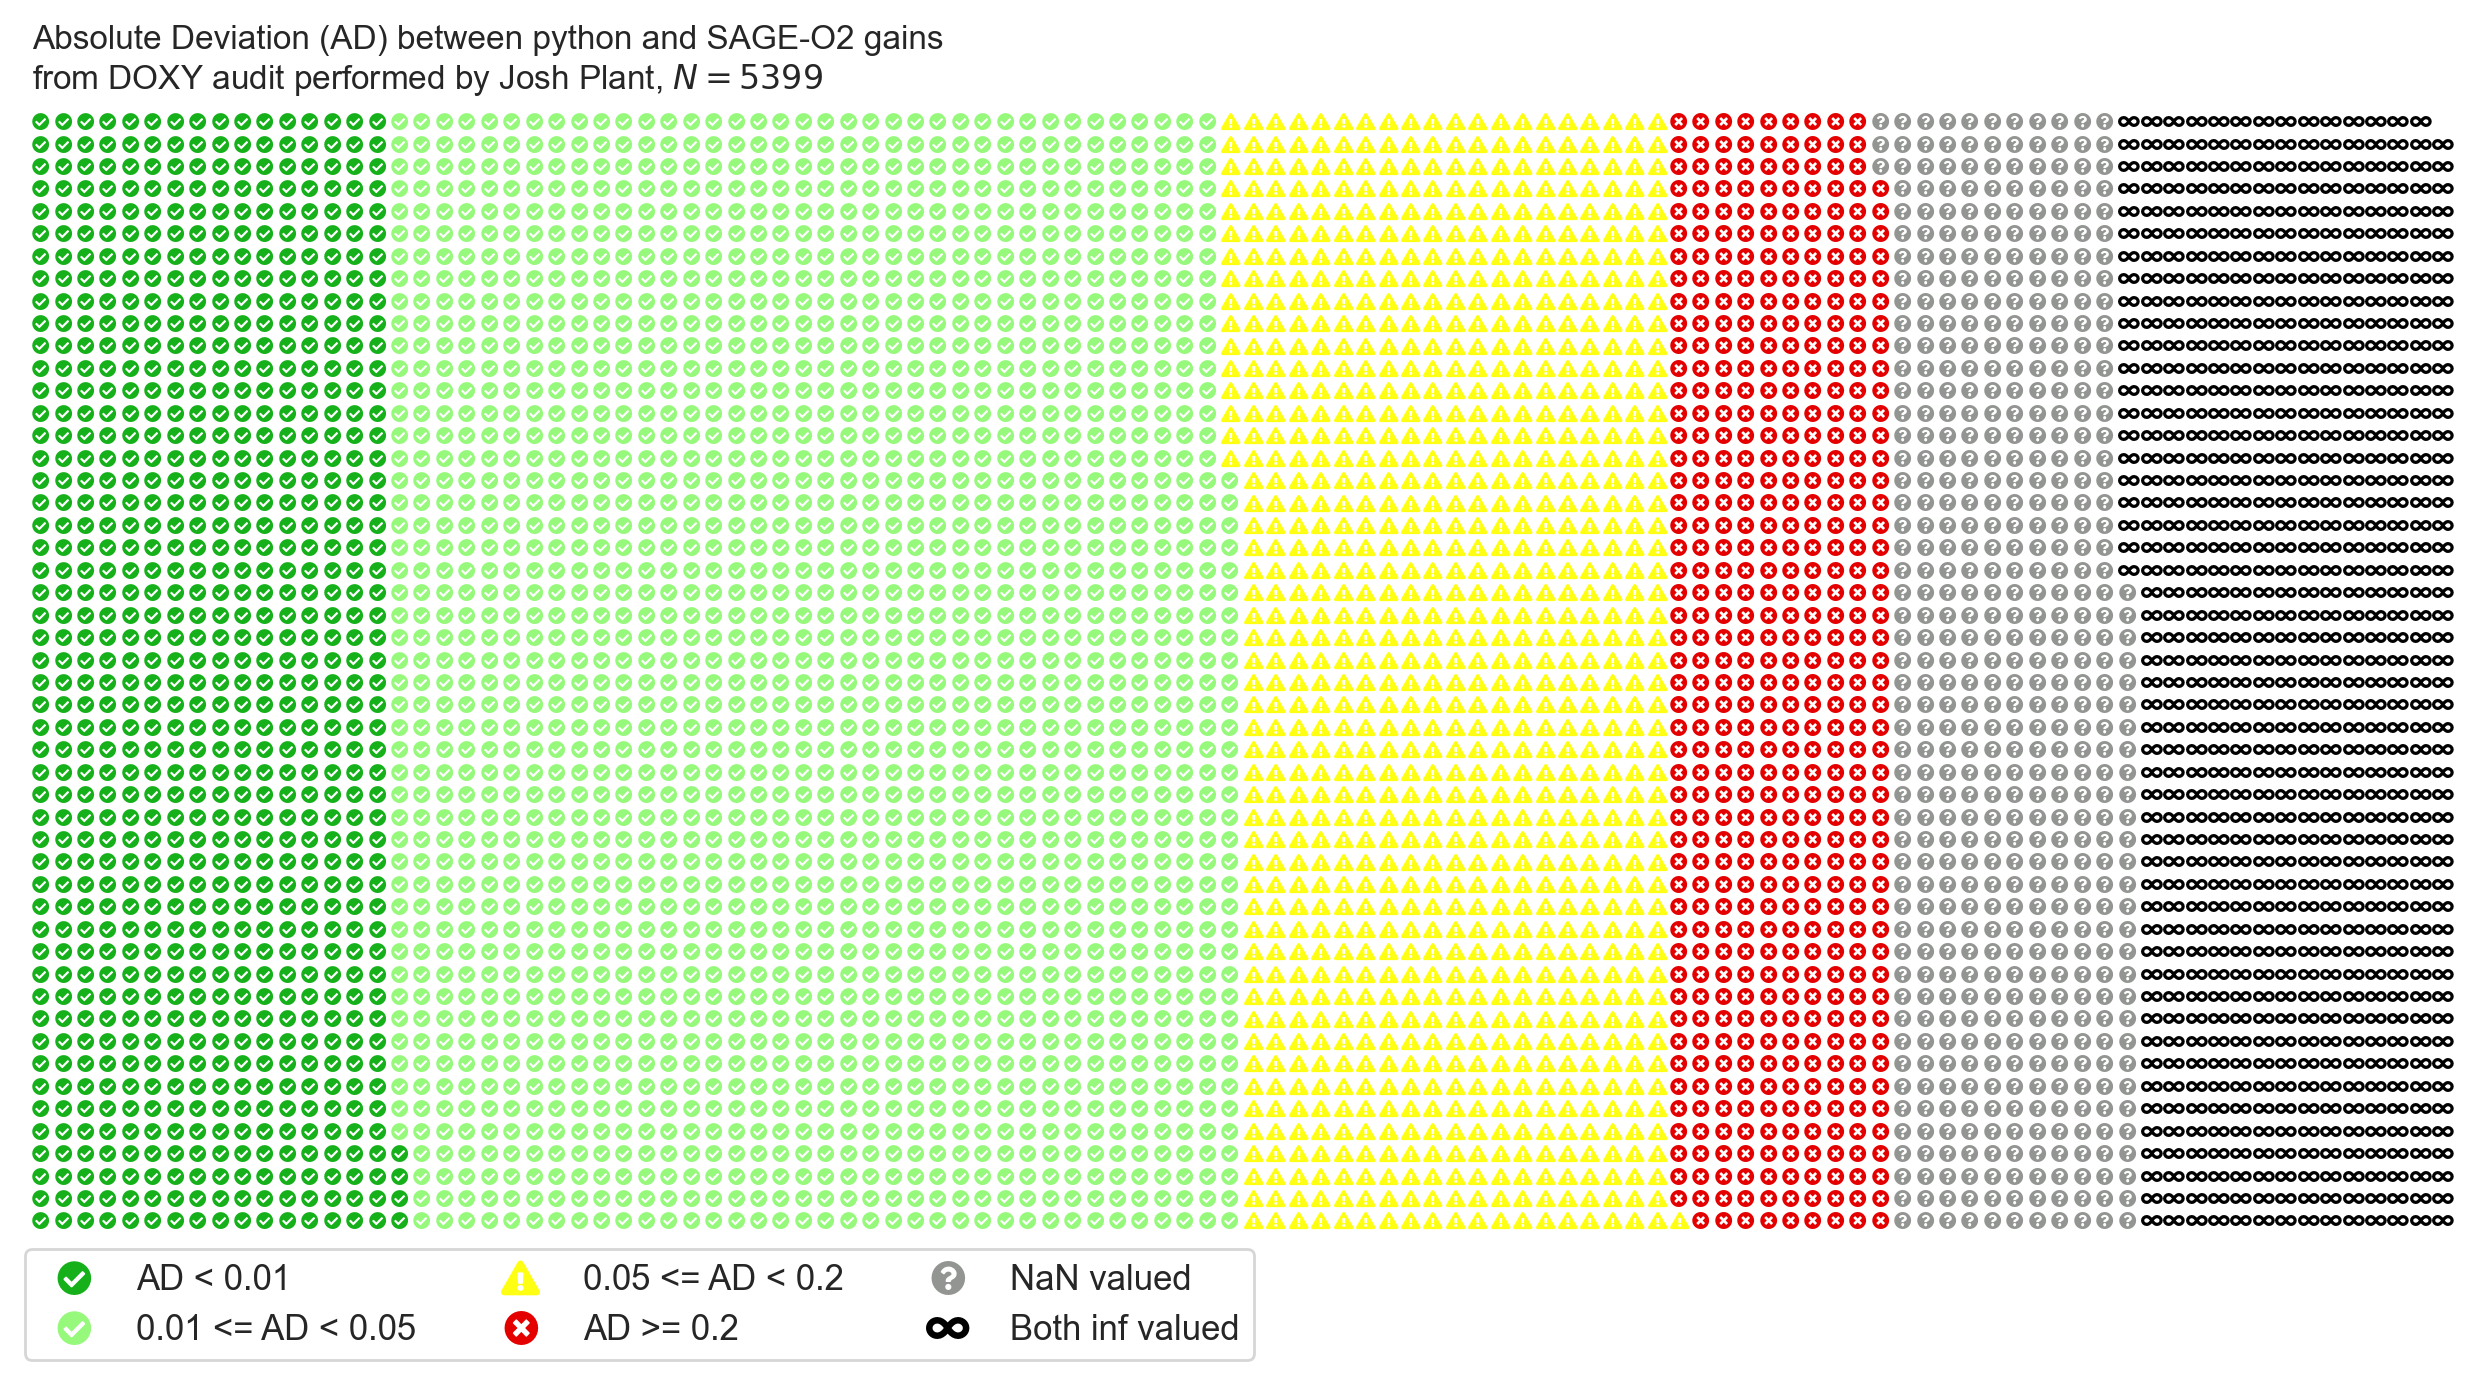 Absolute Deviation (AD) between python and SAGE-O2 gains
from DOXY audit performed by Josh Plant, N = 5399
AD < 0.01
0.01 <= AD < 0.05
0.05 <= AD < 0.2
AD >= 0.2
NaN valued
Both inf valued